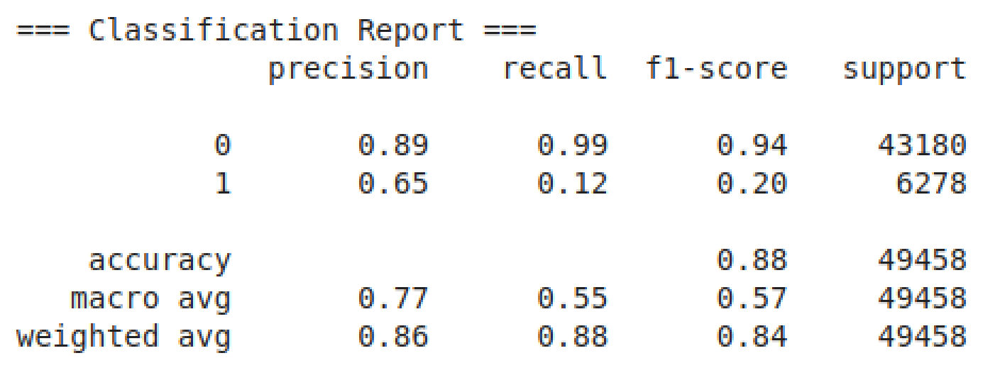 === Classification Report ===
precision recall f1-score support
0 0.89 0.99 0.94 43180
1 0.65 0.12 0.20 6278
accuracy 0.88 49458
macro avg 0.77 0.55 0.57 49458
weighted avg 0.86 0.88 0.84 49458